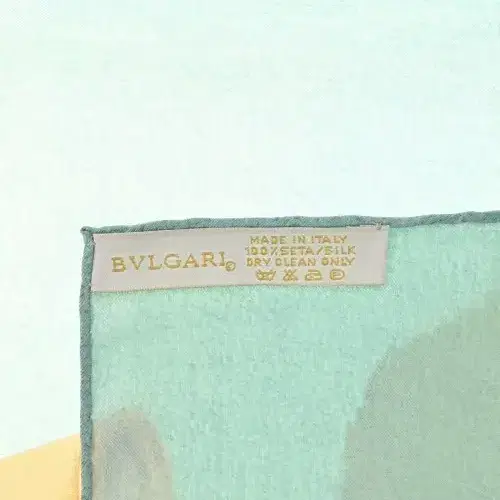 BVLGARI®
MADE IN ITALY
100%SETA/SILK
DRY CLEAN ONLY